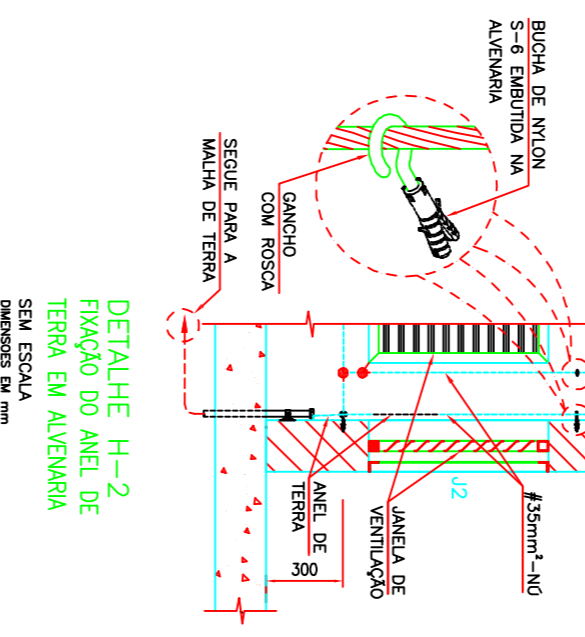 BUCHA DE NYLON
S-6 EMBUTIDA NA
ALVENARIA
GANCHO
COM ROSCA
SEGUE PARA A
MALHA DE TERRA
#35mm²-NÚ
J2
JANELA DE
VENTILAÇÃO
ANEL DE
TERRA
300
DETALHE H-2
FIXAÇÃO DO ANEL DE
TERRA EM ALVENARIA
SEM ESCALA
DIMENSOES EM mm